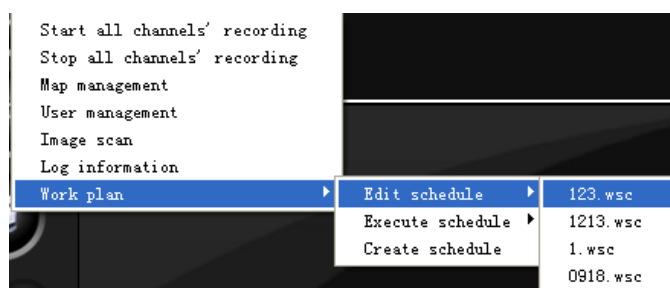 Start all channels' recording
Stop all channels' recording
Map management
User management
Image scan
Log information
Work plan
Edit schedule
Execute schedule
Create schedule
123.wsc
1213.wsc
1.wsc
0918.wsc